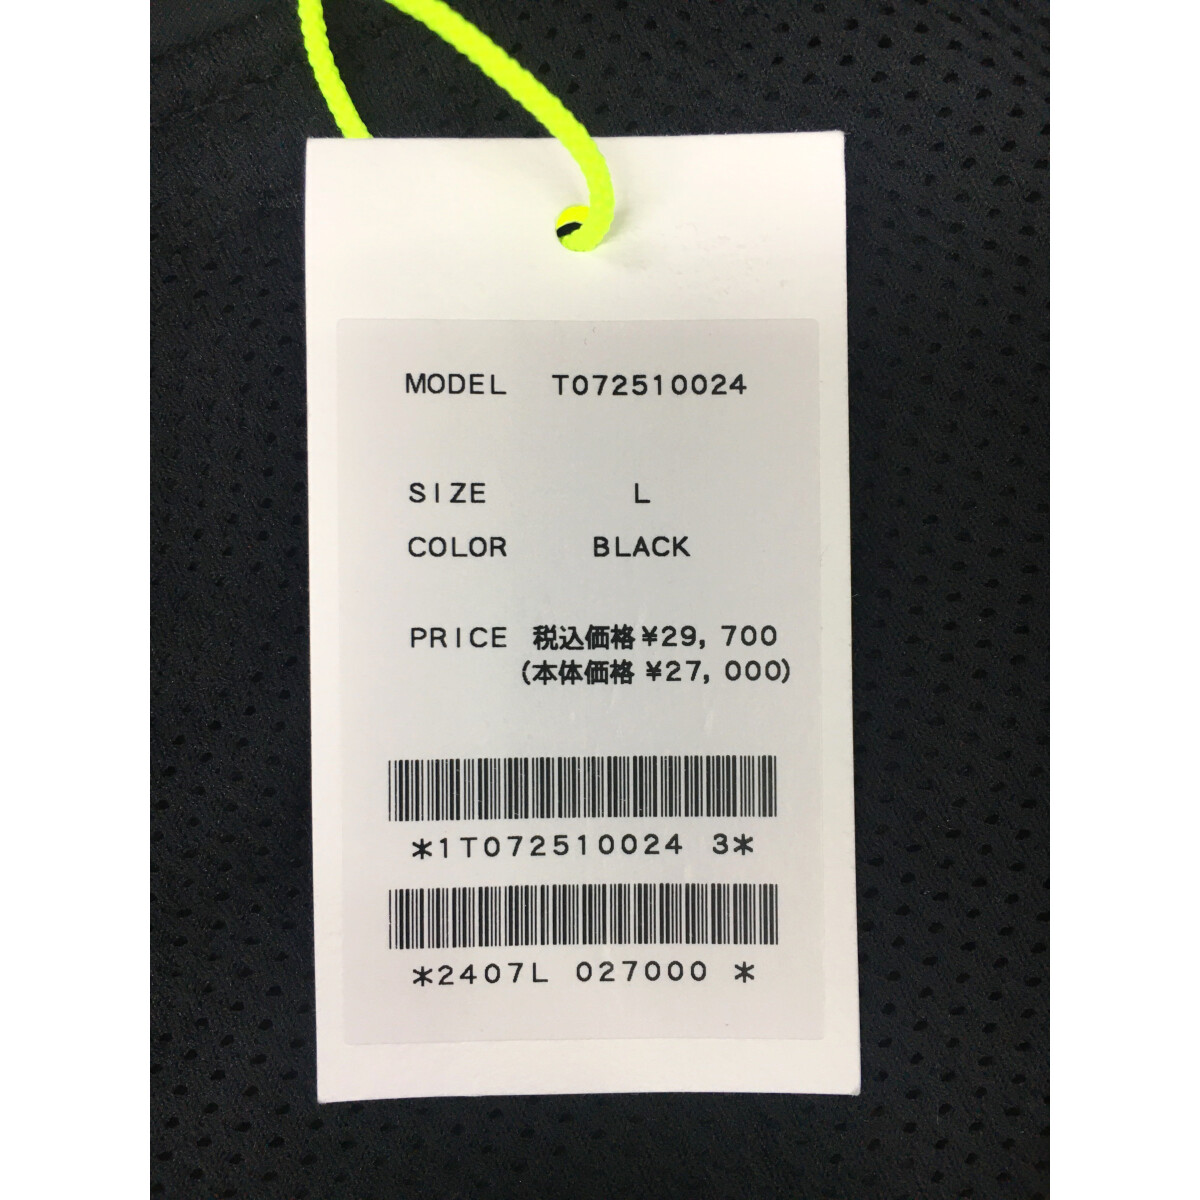 MODEL T072510024
SIZE L
COLOR BLACK
PRICE 税込価格¥29, 700
(本体価格 ¥27, 000)
*1T072510024 3*
*2407L 027000 *